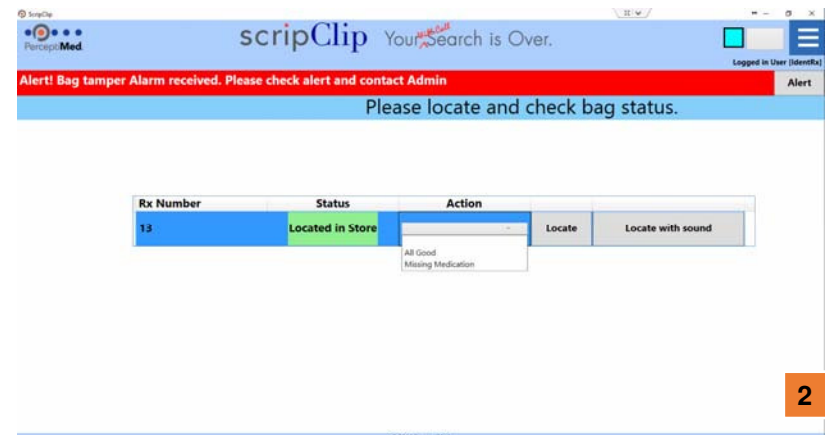 ScripClip
PerceptiMed
scripClip Your Search is Over.
With Call
Logged in User [IdentRx]
Alert! Bag tamper Alarm received. Please check alert and contact Admin
Alert
Please locate and check bag status.
Rx Number Status Action
13 Located in Store Locate Locate with sound
All Good
Missing Medication
2